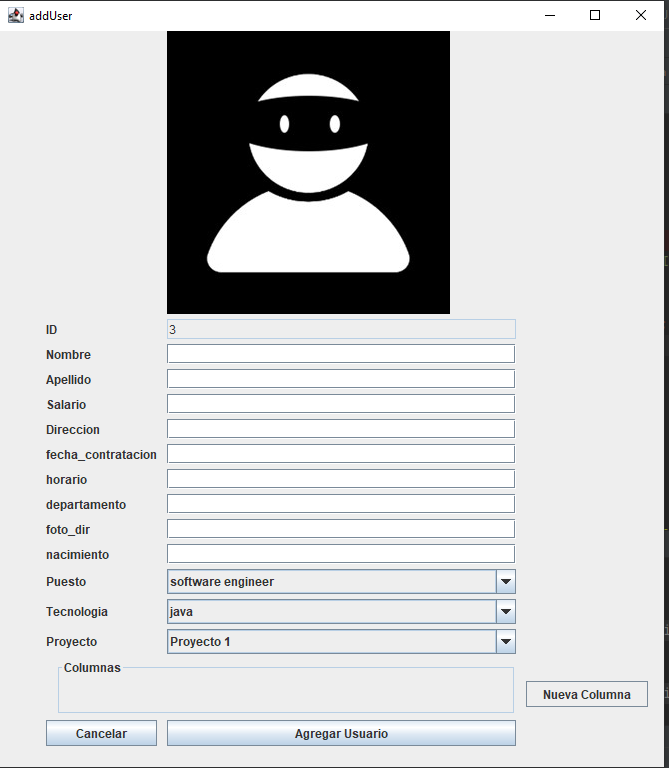 addUser
ID 3
Nombre
Apellido
Salario
Direccion
fecha_contratacion
horario
departamento
foto_dir
nacimiento
Puesto software engineer
Tecnologia java
Proyecto Proyecto 1
Columnas
Nueva Columna
Cancelar Agregar Usuario